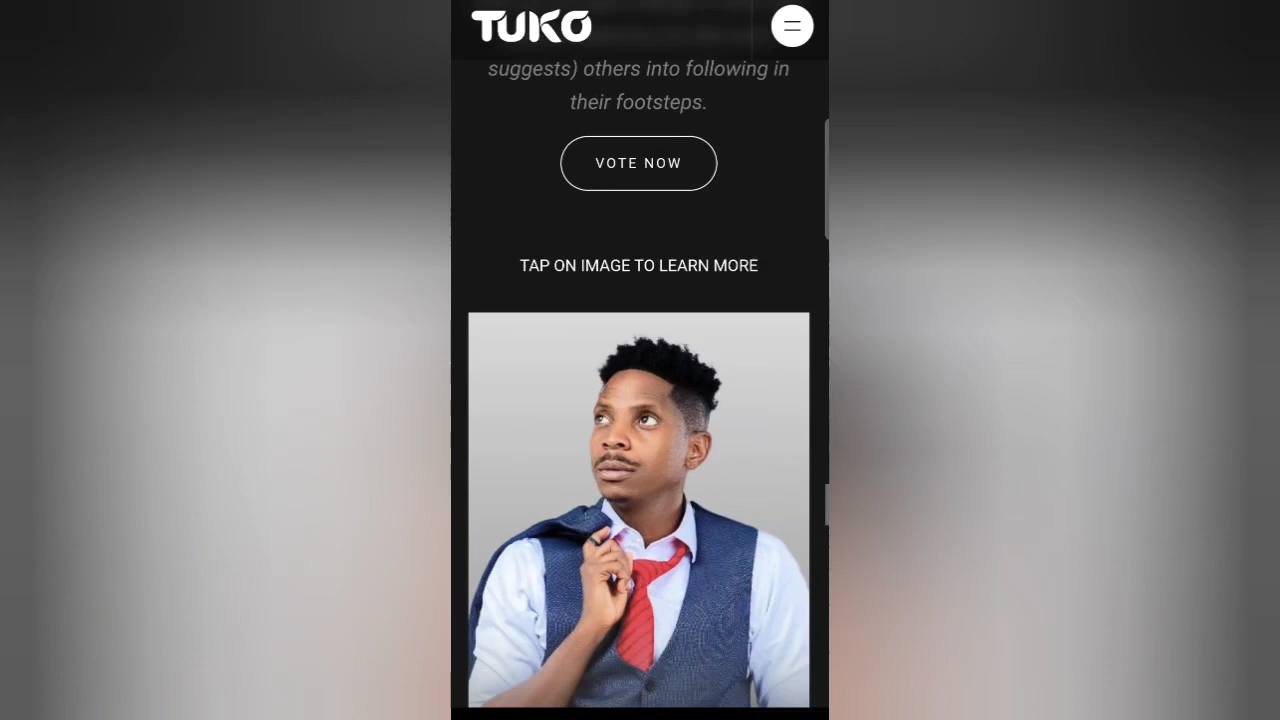 TUKO
suggests) others into following in
their footsteps.
VOTE NOW
TAP ON IMAGE TO LEARN MORE